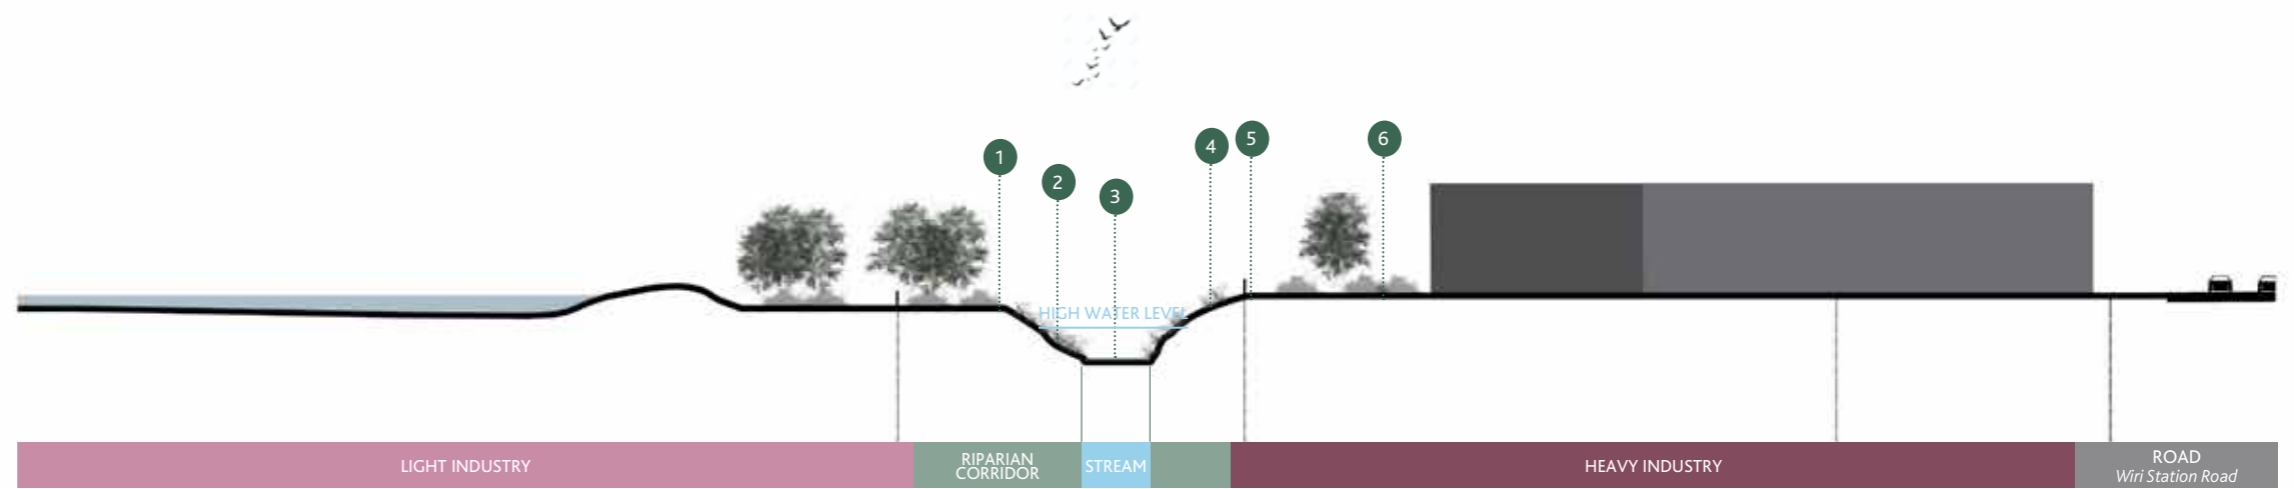 1
2
3
4
5
6
HIGH WATER LEVEL
LIGHT INDUSTRY
RIPARIAN
CORRIDOR
STREAM
HEAVY INDUSTRY
ROAD
Wiri Station Road